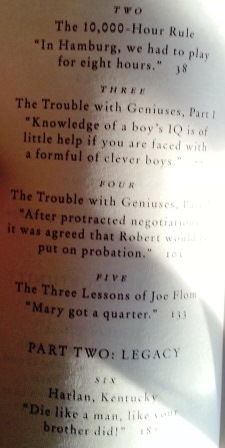 TWO
The 10,000-Hour Rule
"In Hamburg, we had to play
for eight hours." 38
THREE
The Trouble with Geniuses, Part 1
"Knowledge of a boy's IQ is of
little help if you are faced with
a formful of clever boys."
FOUR
The Trouble with Geniuses,
"After protracted negotiations,
it was agreed that Robert would be
put on probation." 101
FIVE
The Three Lessons of Joe Flom
"Mary got a quarter." 133
PART TWO: LEGACY
SIX
Harlan, Kentucky
"Die like a man, like your
brother did!"